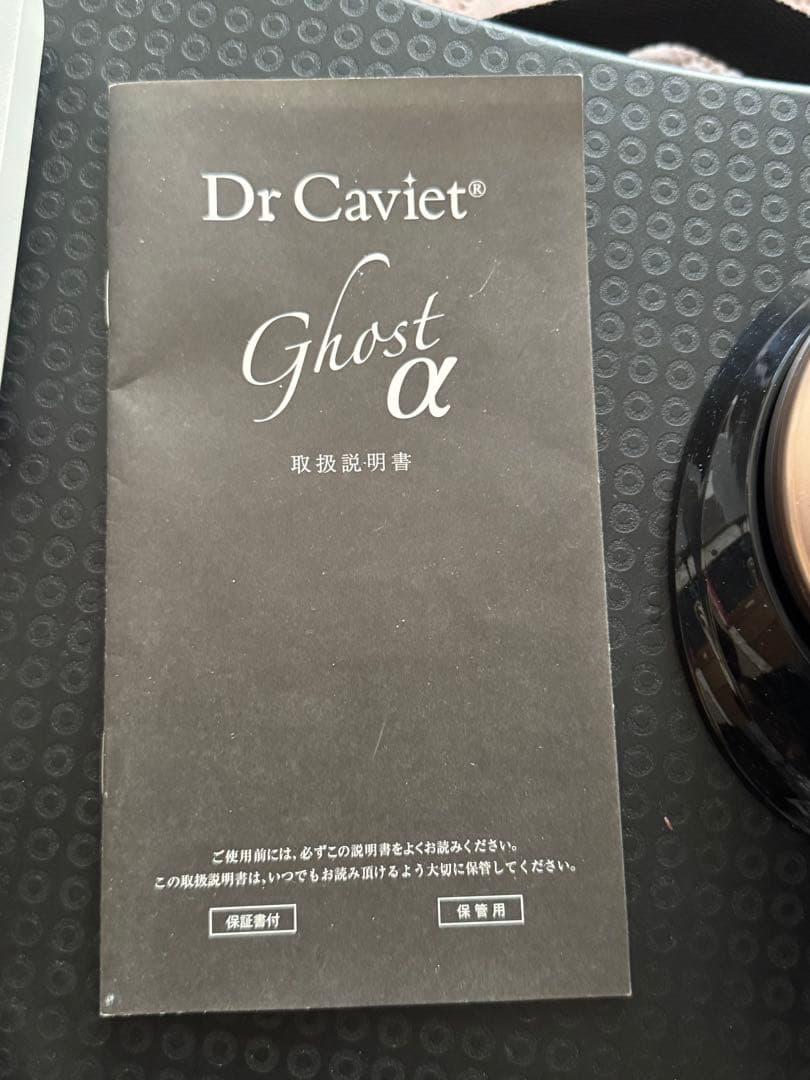 Dr Caviet®
Ghost
α
取扱説明書
ご使用前には、必ずこの説明書をよくお読みください。
この取扱説明書は、いつでもお読み頂けるよう大切に保管してください。
保証書付
保管用